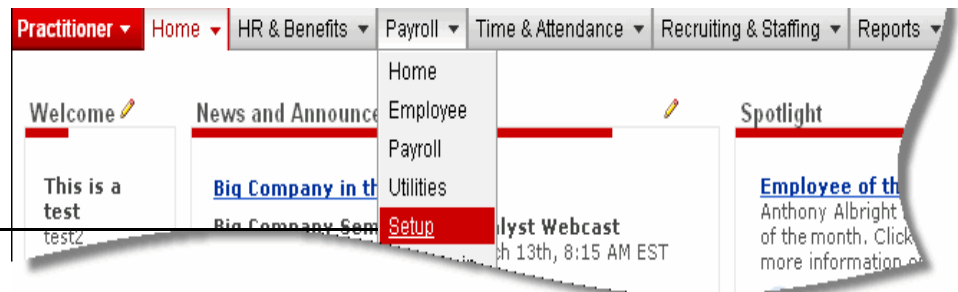 Practitioner Home HR & Benefits Payroll Time & Attendance Recruiting & Staffing Reports
Home
Employee
Payroll
Utilities
Setup
Welcome
This is a
test
test2
News and Announce
Big Company in th
Big Company Sem lyst Webcast
ch 13th, 8:15 AM EST
Spotlight
Employee of th
Anthony Albright
of the month. Click
more information